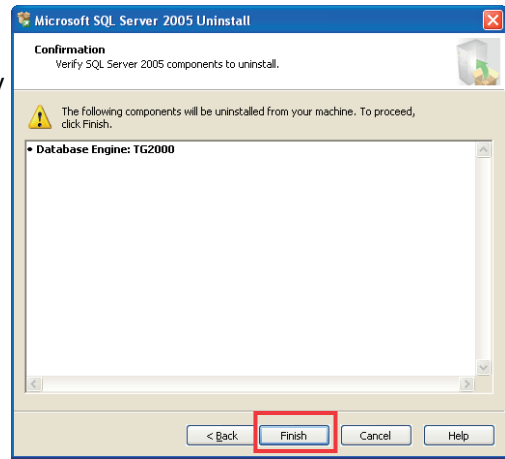 Microsoft SQL Server 2005 Uninstall
Confirmation
Verify SQL Server 2005 components to uninstall.
y
The following components will be uninstalled from your machine. To proceed,
click Finish.
• Database Engine: TG2000
< Back Finish Cancel Help